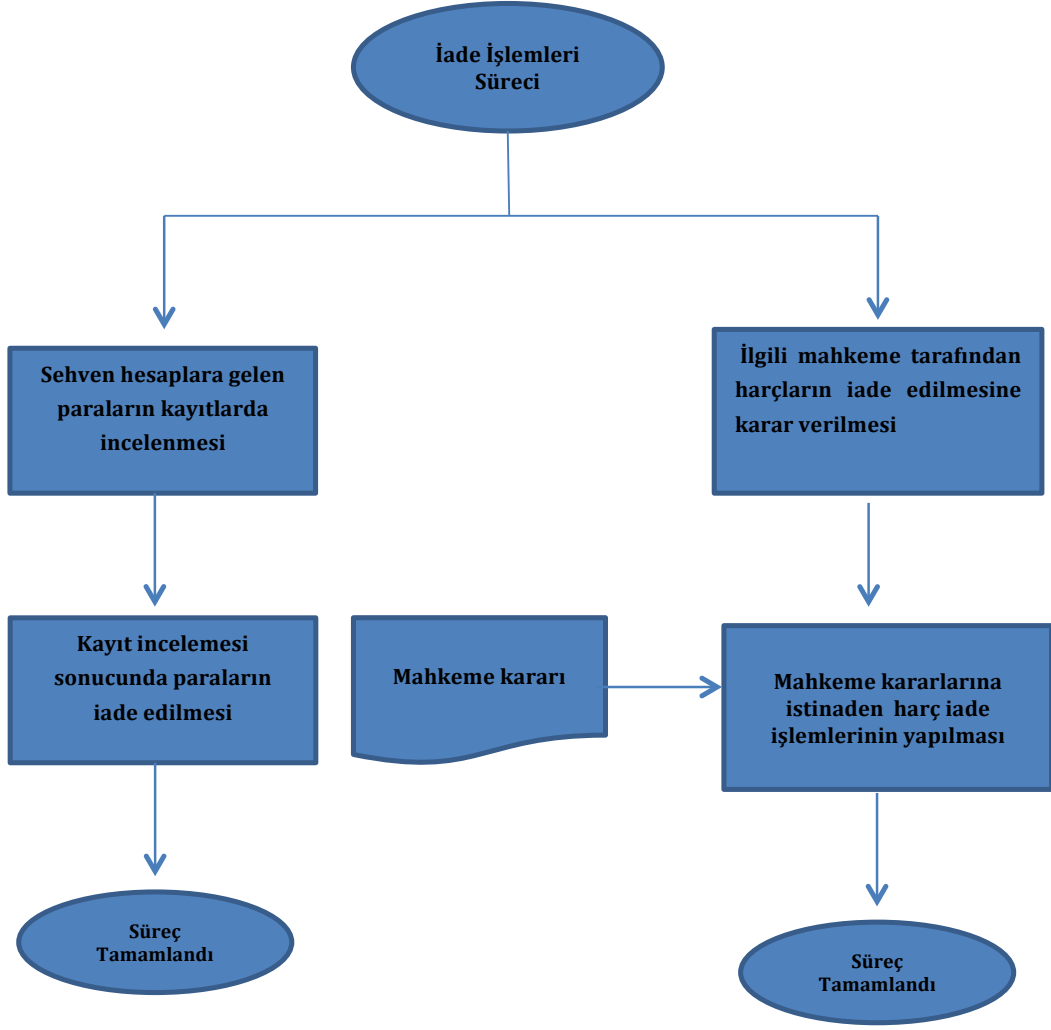 İade İşlemleri
Süreci
Sehven hesaplara gelen
paraların kayıtlarda
incelenmesi
İlgili mahkeme tarafından
harçların iade edilmesine
karar verilmesi
Kayıt incelemesi
sonucunda paraların
iade edilmesi
Mahkeme kararı
Mahkeme kararlarına
istinaden harç iade
işlemlerinin yapılması
Süreç
Tamamlandı
Süreç
Tamamlandı